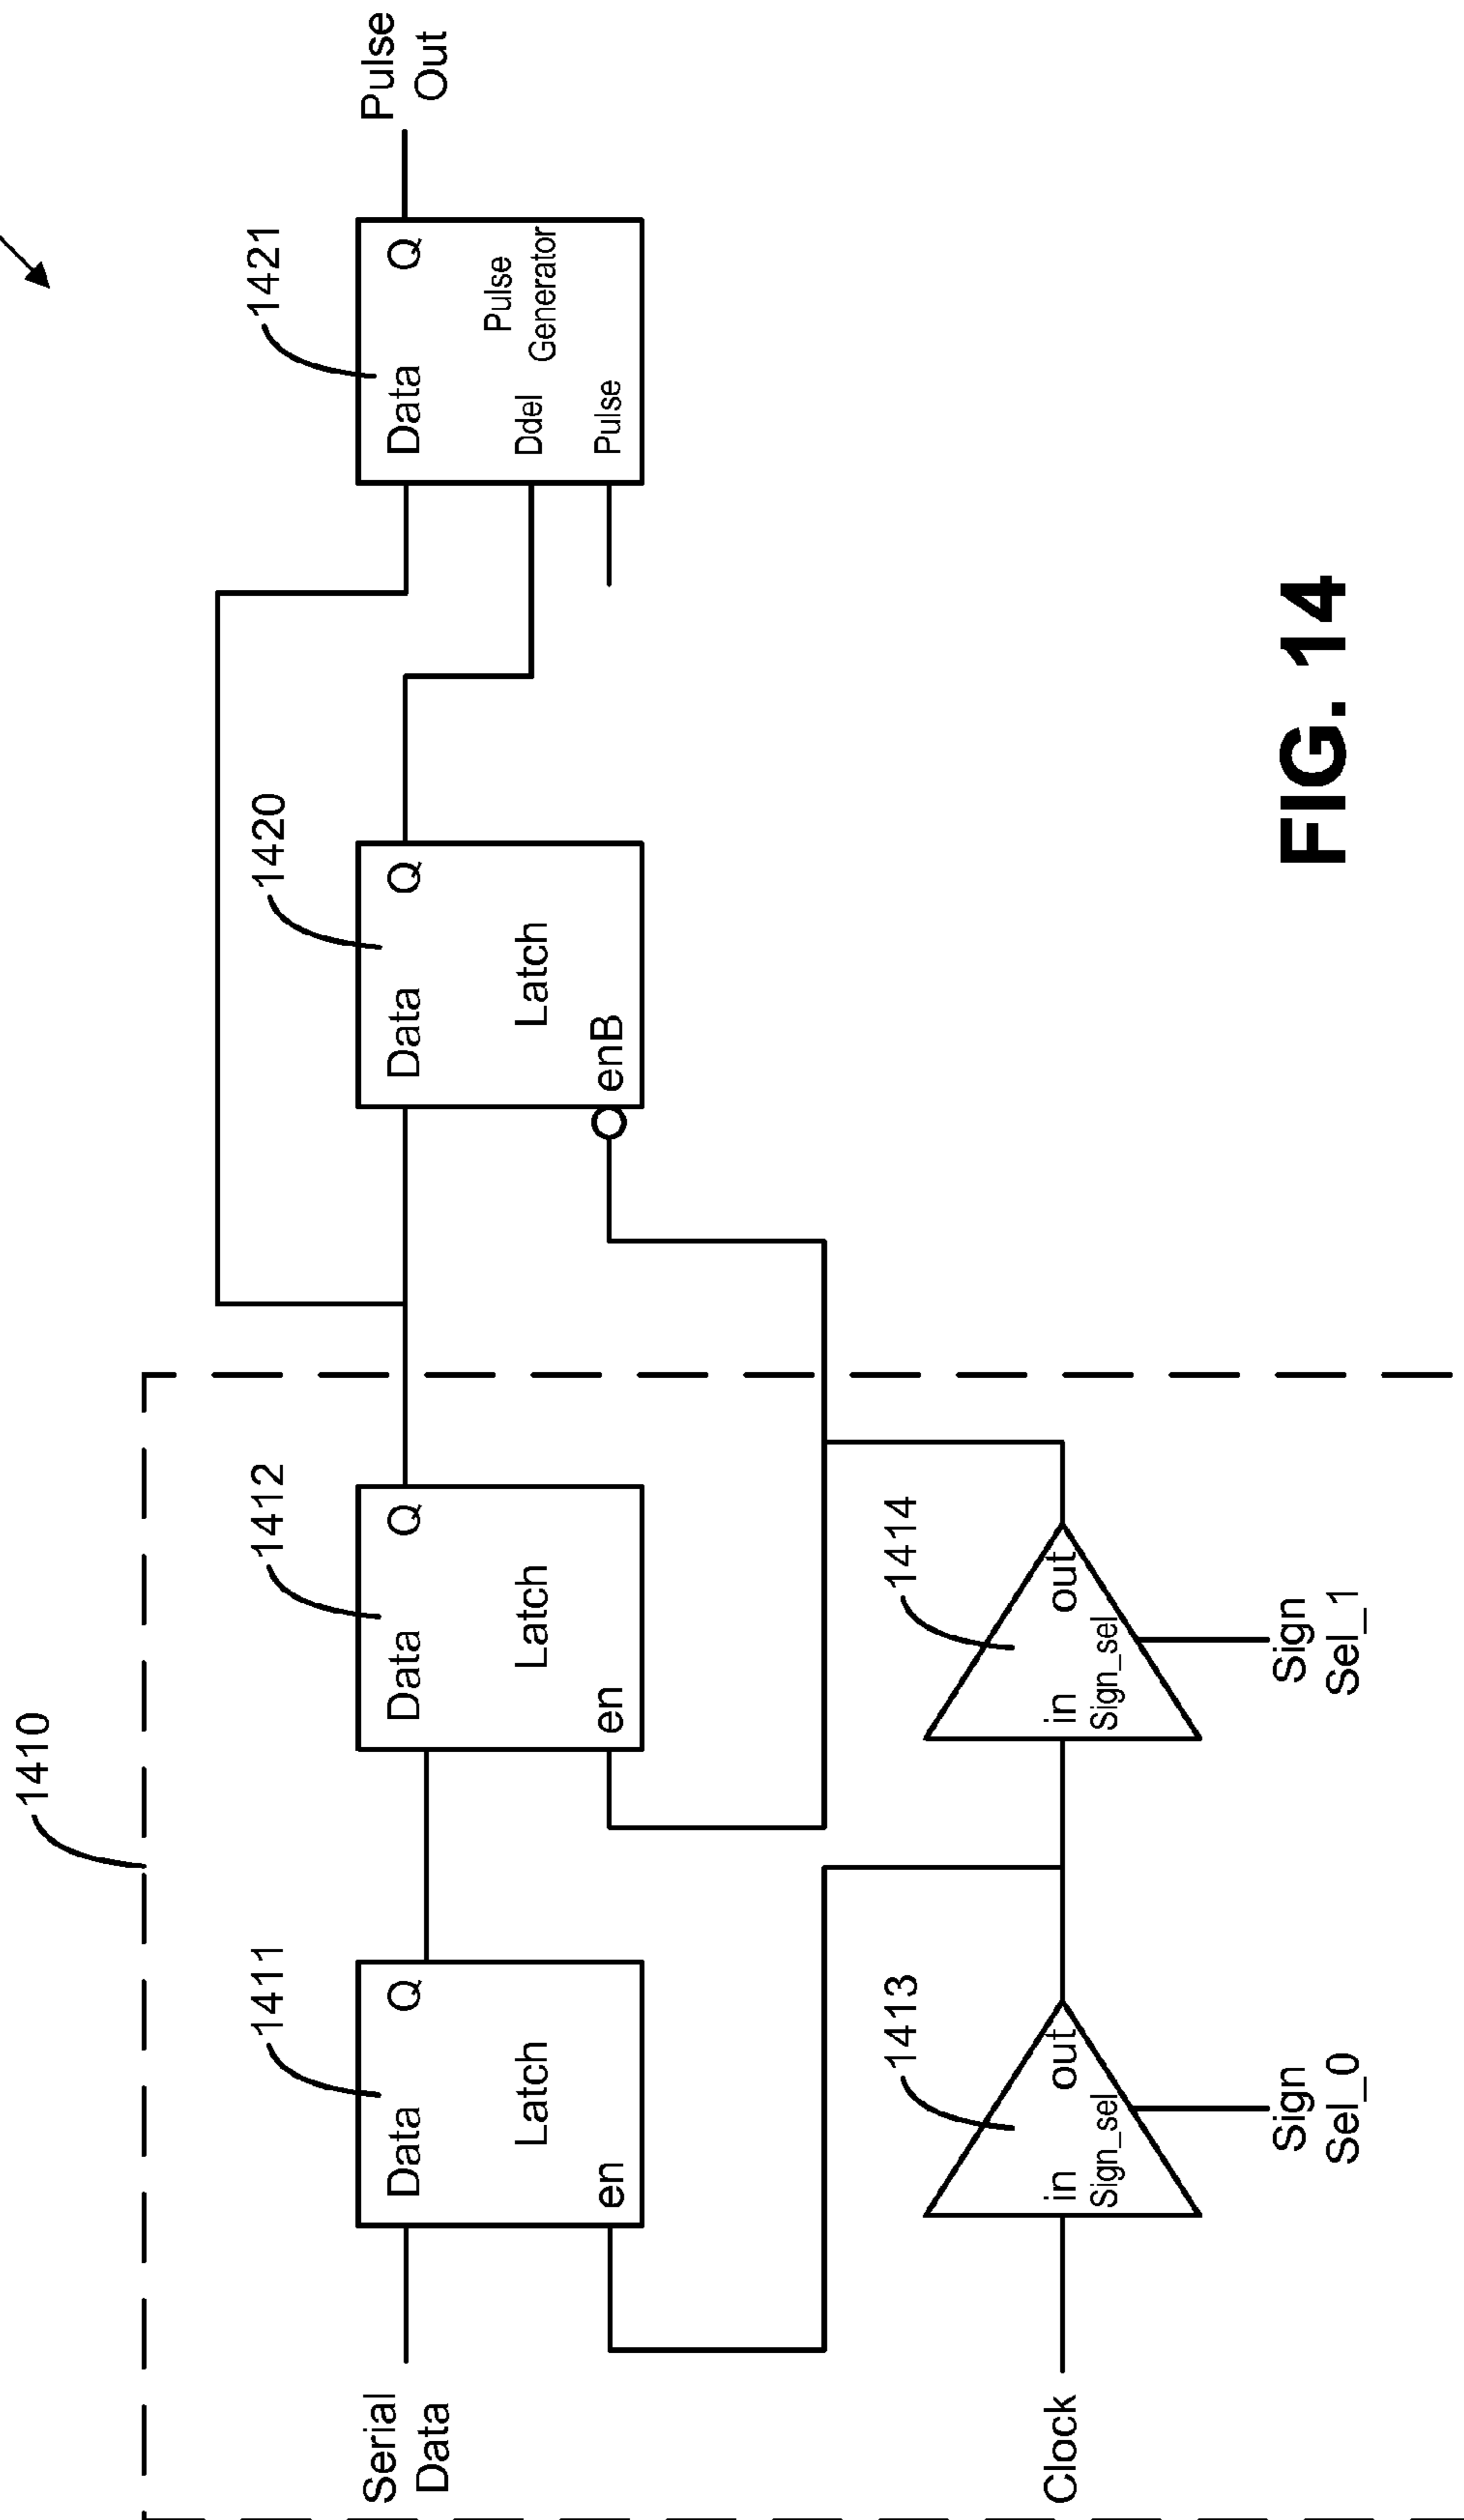 1410
1411
1412
1420
1421
Serial
Data
Data
Q
Latch
en
Data
Q
Latch
en
Data
Q
Latch
enB
Data
Q
Pulse
Generator
Ddel
Pulse
Pulse
Out
1413
1414
Clock
in
out
Sign_sel
Sign
Sel_0
in
out
Sign_sel
Sign
Sel_1
FIG. 14